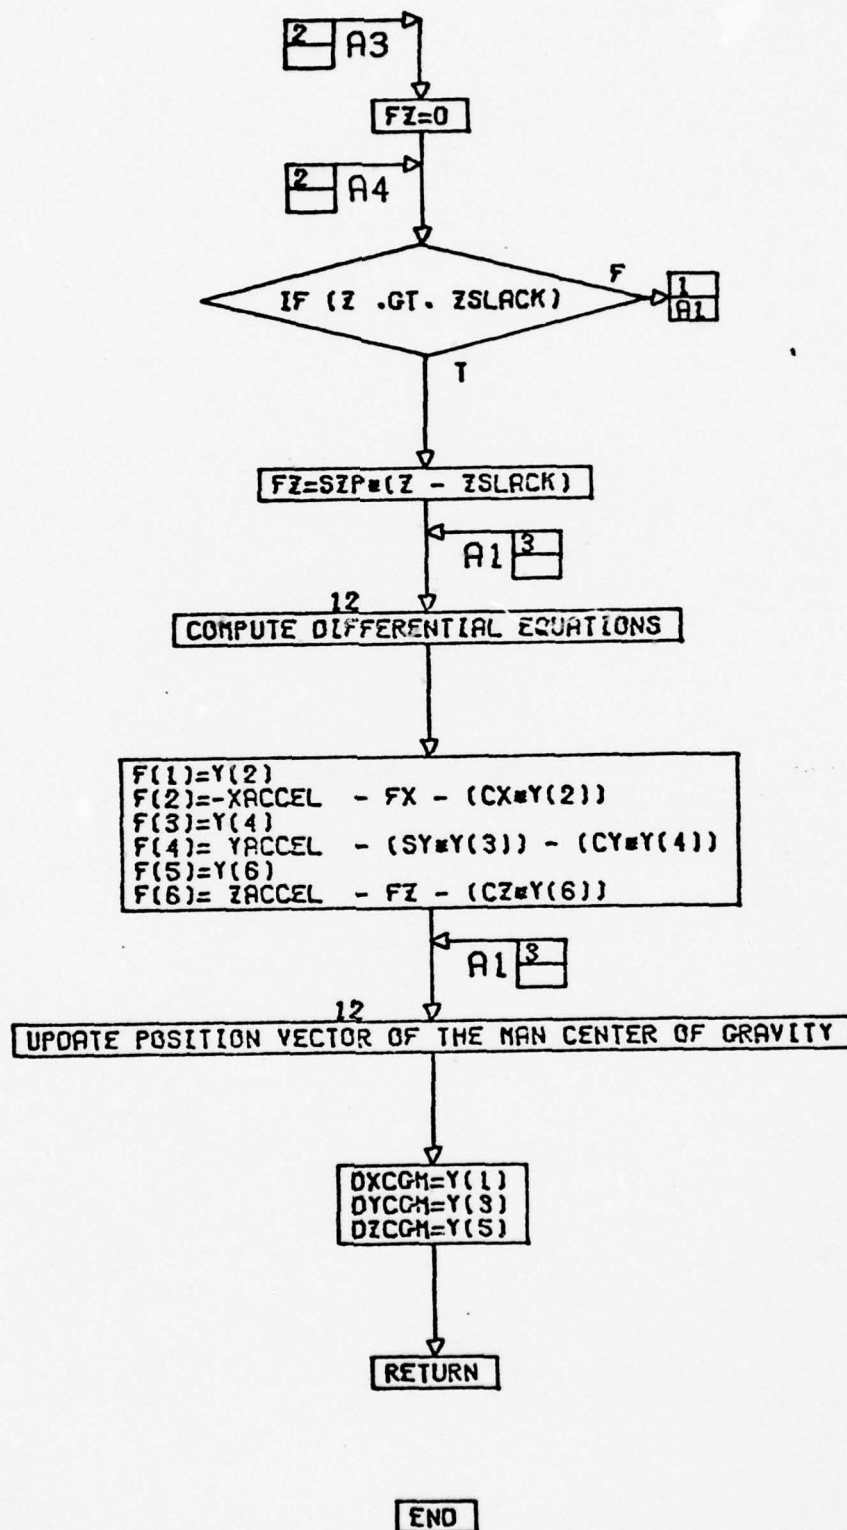 2
A3
FZ=0
2
A4
IF (Z .GT. ZSLACK)
F
1
A1
T
FZ=SZP*(Z - ZSLACK)
A1
3
12
COMPUTE DIFFERENTIAL EQUATIONS
F(1)=Y(2)
F(2)=-XACCEL - FX - (CX*Y(2))
F(3)=Y(4)
F(4)= YACCEL - (SY*Y(3)) - (CY*Y(4))
F(5)=Y(6)
F(6)= ZACCEL - FZ - (CZ*Y(6))
A1
3
12
UPDATE POSITION VECTOR OF THE MAN CENTER OF GRAVITY
DXCGM=Y(1)
DYCGM=Y(3)
DZCGM=Y(5)
RETURN
END